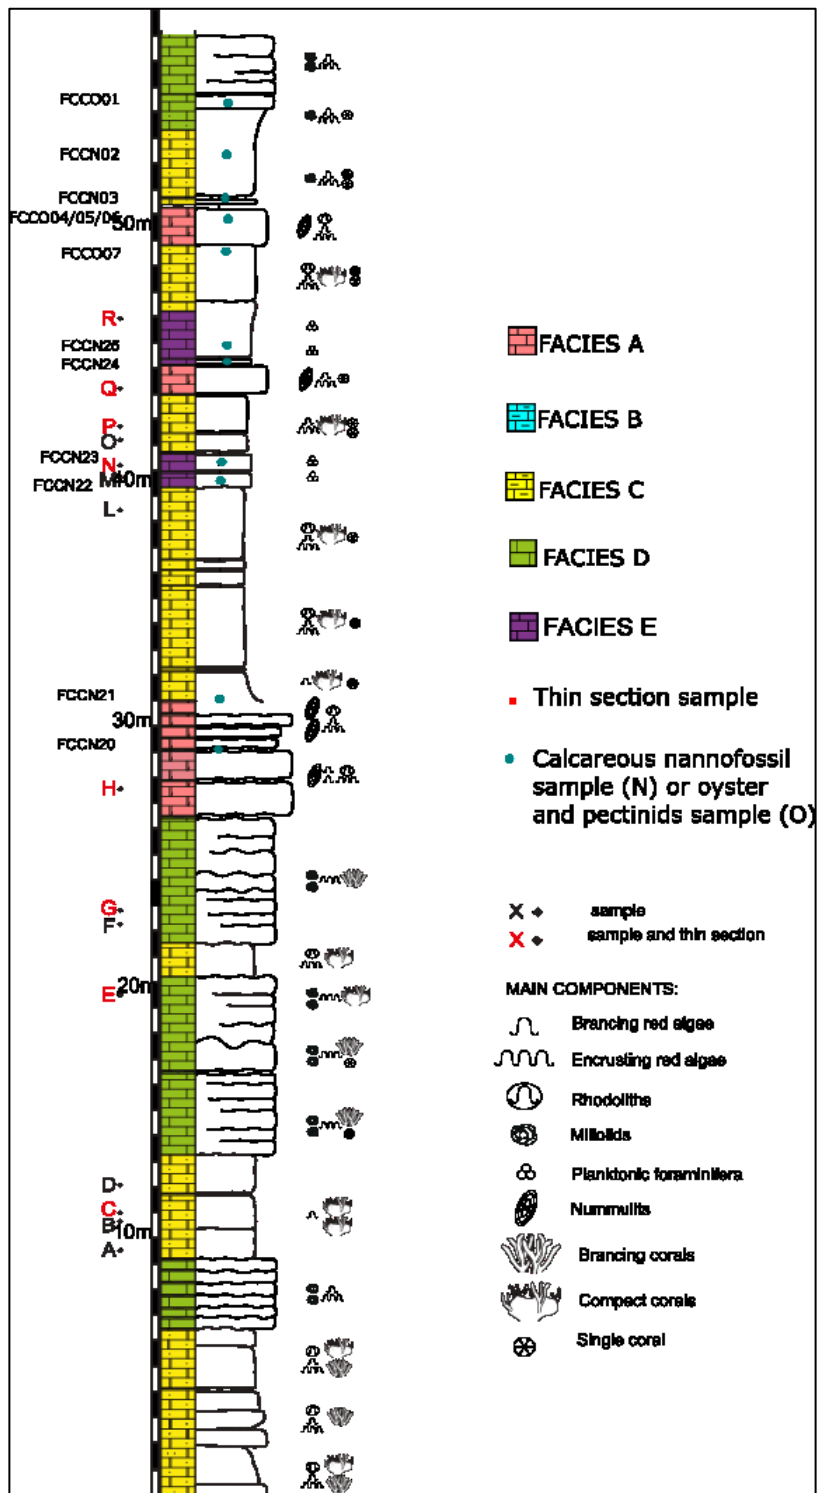 FCCO01
FCCN02
FCCN03
FCCO04/05/06
50m
FCCO07
R
FCCN25
FCCN24
Q
P
O
FCCN23
N
M
40m
FCCN22
L
FCCN21
30m
FCCN20
H
G
F
20m
E
D
C
B
10m
A
FACIES A
FACIES B
FACIES C
FACIES D
FACIES E
Thin section sample
Calcareous nannofossil
sample (N) or oyster
and pectinids sample (O)
X sample
X sample and thin section
MAIN COMPONENTS:
Brancing red algae
Encrusting red algae
Rhodoliths
Miliolids
Planktonic foraminifera
Nummulits
Brancing corals
Compact corals
Single coral